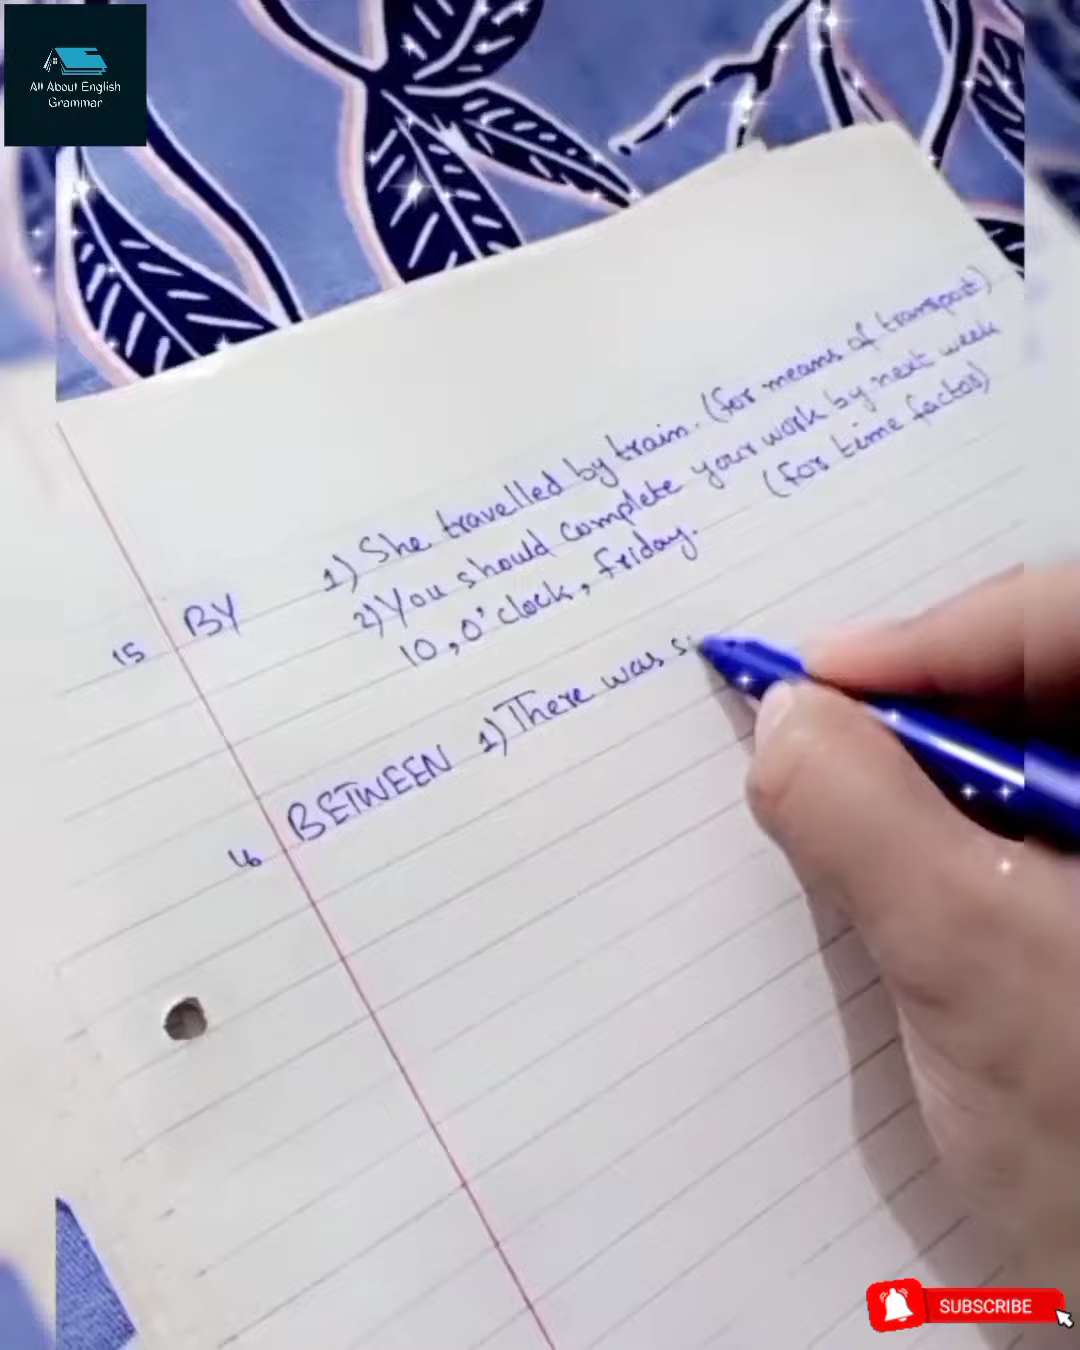 All About English
Grammar
15 BY 1) She travelled by train. (for means of transport)
2) You should complete your work by next week
10, O'clock, friday. (for time factor)
16 BETWEEN 1) There was s
SUBSCRIBE